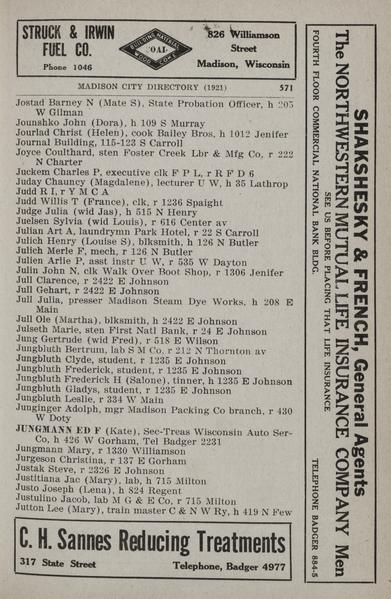 STRUCK & IRWIN
FUEL CO.
Phone 1046
BUILDING MATERIAL
COAL
WOOD COKE
826 Williamson
Street
Madison, Wisconsin
MADISON CITY DIRECTORY (1921) 571
Jostad Barney N (Mate S), State Probation Officer, h 205
W Gilman
Jounshko John (Dora), h 109 S Murray
Jourlad Christ (Helen), cook Bailey Bros, h 1012 Jenifer
Journal Building, 115-123 S Carroll
Joyce Coulthard, sten Foster Creek Lbr & Mfg Co, r 222
N Charter
Juckem Charles P, executive clk F P L, r R F D 6
Juday Chauncy (Magdalene), lecturer U W, h 35 Lathrop
Judd R I, r Y M C A
Judd Willis T (France), clk, r 1236 Spaight
Judge Julia (wid Jas), h 515 N Henry
Juelsen Sylvia (wid Louis), r 616 Center av
Julian Art A, laundrymn Park Hotel, r 22 S Carroll
Julich Henry (Louise S), blksmith, h 126 N Butler
Julich Merle F, mech, r 126 N Butler
Julien Arlie P, asst instr U W, r 535 W Dayton
Julin John N, clk Walk Over Boot Shop, r 1306 Jenifer
Jull Clarence, r 2422 E Johnson
Jull Gehart, r 2422 E Johnson
Jull Julia, presser Madison Steam Dye Works, h 208 E
Main
Jull Ole (Martha), blksmith, h 2422 E Johnson
Julseth Marie, sten First Natl Bank, r 24 E Johnson
Jung Gertrude (wid Fred), r 518 E Wilson
Jungbluth Bertrum, lab S M Co, r 212 N Thornton av
Jungbluth Clyde, student, r 1235 E Johnson
Jungbluth Frederick, student, r 1235 E Johnson
Jungbluth Frederick H (Salone), tinner, h 1235 E Johnson
Jungbluth Gladys, student, r 1235 E Johnson
Jungbluth Leslie, r 334 W Main
Junginger Adolph, mgr Madison Packing Co branch, r 430
W Doty
JUNGMANN ED F (Kate), Sec-Treas Wisconsin Auto Ser-
Co, h 426 W Gorham, Tel Badger 2231
Jungmann Mary, r 1330 Williamson
Jurgeson Christina, r 137 E Gorham
Justak Steve, r 2326 E Johnson
Justitiana Jac (Mary), lab, h 715 Milton
Justo Joseph (Lena), h 824 Regent
Justulino Jacob, lab M G & E Co, r 715 Milton
Jutton Lee (Mary), train master C & N W Ry, h 419 N Few
C. H. Sannes Reducing Treatments
317 State Street Telephone, Badger 4977
SHAKSHESKY & FRENCH, General Agents
The NORTHWESTERN MUTUAL LIFE INSURANCE COMPANY Men
SEE US BEFORE PLACING THAT LIFE INSURANCE
FOURTH FLOOR COMMERCIAL NATIONAL BANK BLDG. TELEPHONE BADGER 884-5